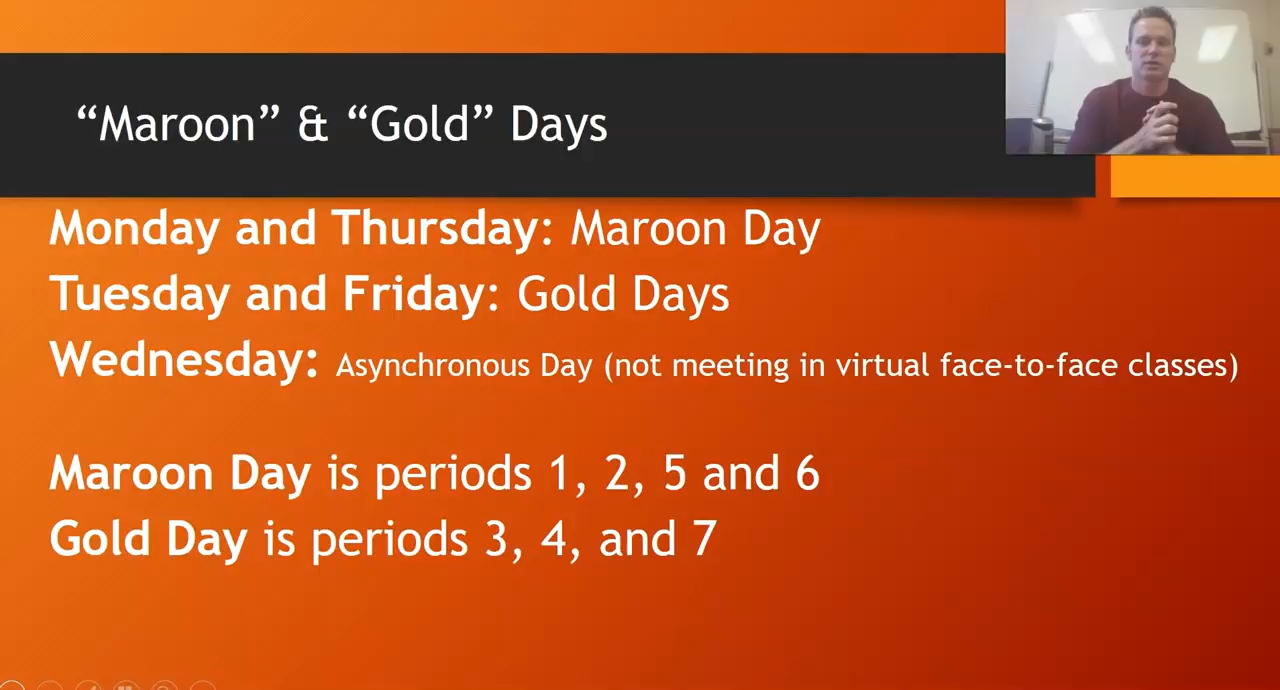 “Maroon” & “Gold” Days
Monday and Thursday: Maroon Day
Tuesday and Friday: Gold Days
Wednesday: Asynchronous Day (not meeting in virtual face-to-face classes)
Maroon Day is periods 1, 2, 5 and 6
Gold Day is periods 3, 4, and 7